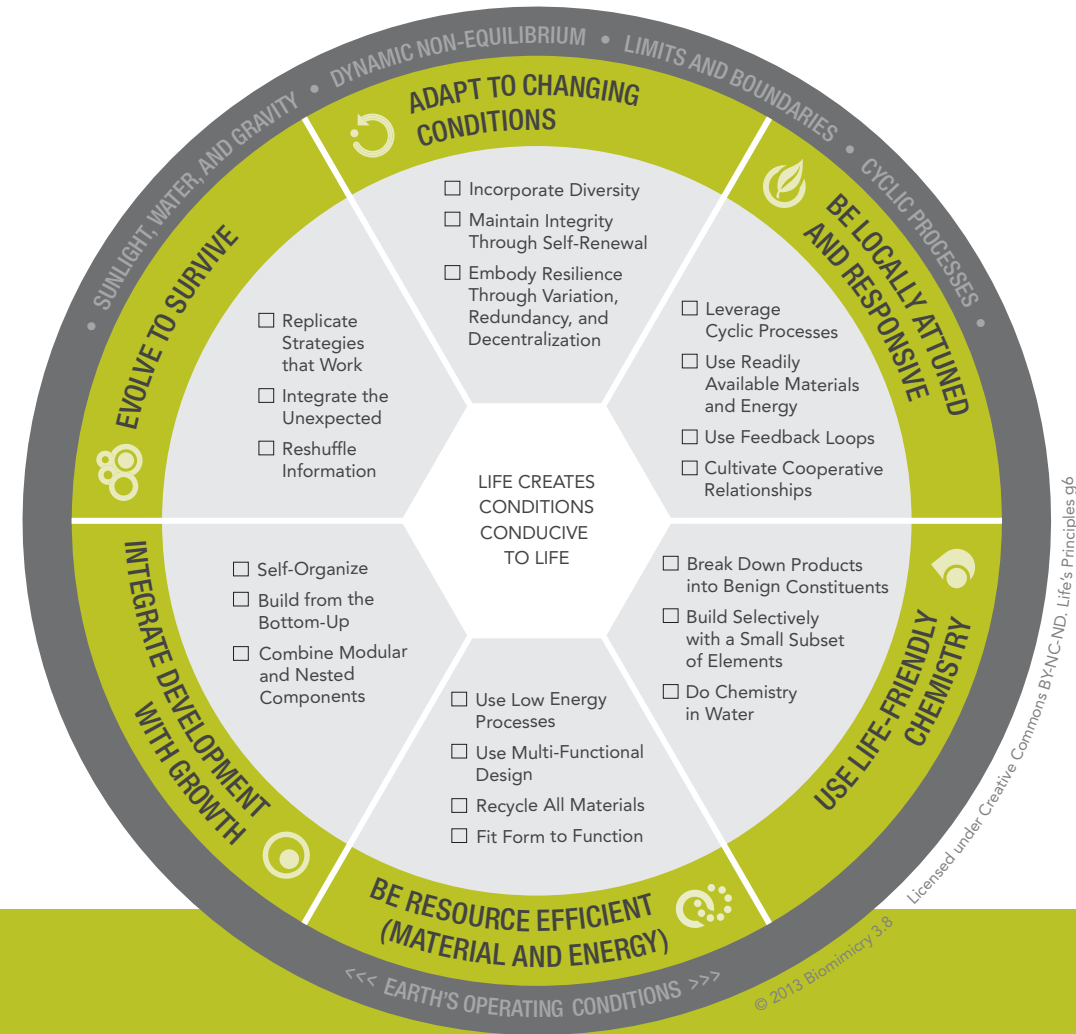 • SUNLIGHT, WATER, AND GRAVITY • DYNAMIC NON-EQUILIBRIUM • LIMITS AND BOUNDARIES • CYCLIC PROCESSES •
ADAPT TO CHANGING
CONDITIONS
☐ Incorporate Diversity
☐ Maintain Integrity
Through Self-Renewal
☐ Embody Resilience
Through Variation,
Redundancy, and
Decentralization
BE LOCALLY ATTUNED
AND RESPONSIVE
☐ Leverage
Cyclic Processes
☐ Use Readily
Available Materials
and Energy
☐ Use Feedback Loops
☐ Cultivate Cooperative
Relationships
USE LIFE-FRIENDLY
CHEMISTRY
☐ Break Down Products
into Benign Constituents
☐ Build Selectively
with a Small Subset
of Elements
☐ Do Chemistry
in Water
BE RESOURCE EFFICIENT
(MATERIAL AND ENERGY)
☐ Use Low Energy
Processes
☐ Use Multi-Functional
Design
☐ Recycle All Materials
☐ Fit Form to Function
INTEGRATE DEVELOPMENT
WITH GROWTH
☐ Self-Organize
☐ Build from the
Bottom-Up
☐ Combine Modular
and Nested
Components
EVOLVE TO SURVIVE
☐ Replicate
Strategies
that Work
☐ Integrate the
Unexpected
☐ Reshuffle
Information
LIFE CREATES
CONDITIONS
CONDUCIVE
TO LIFE
<<< EARTH'S OPERATING CONDITIONS >>>
© 2013 Biomimicry 3.8 Licensed under Creative Commons BY-NC-ND. Life's Principles g6